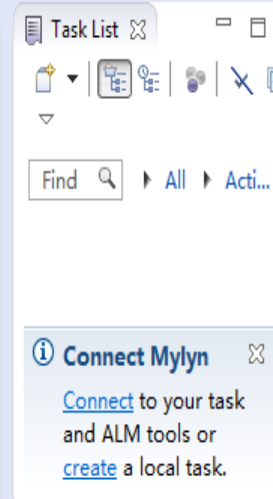 Task List
Find All Acti...
Connect Mylyn
Connect to your task
and ALM tools or
create a local task.